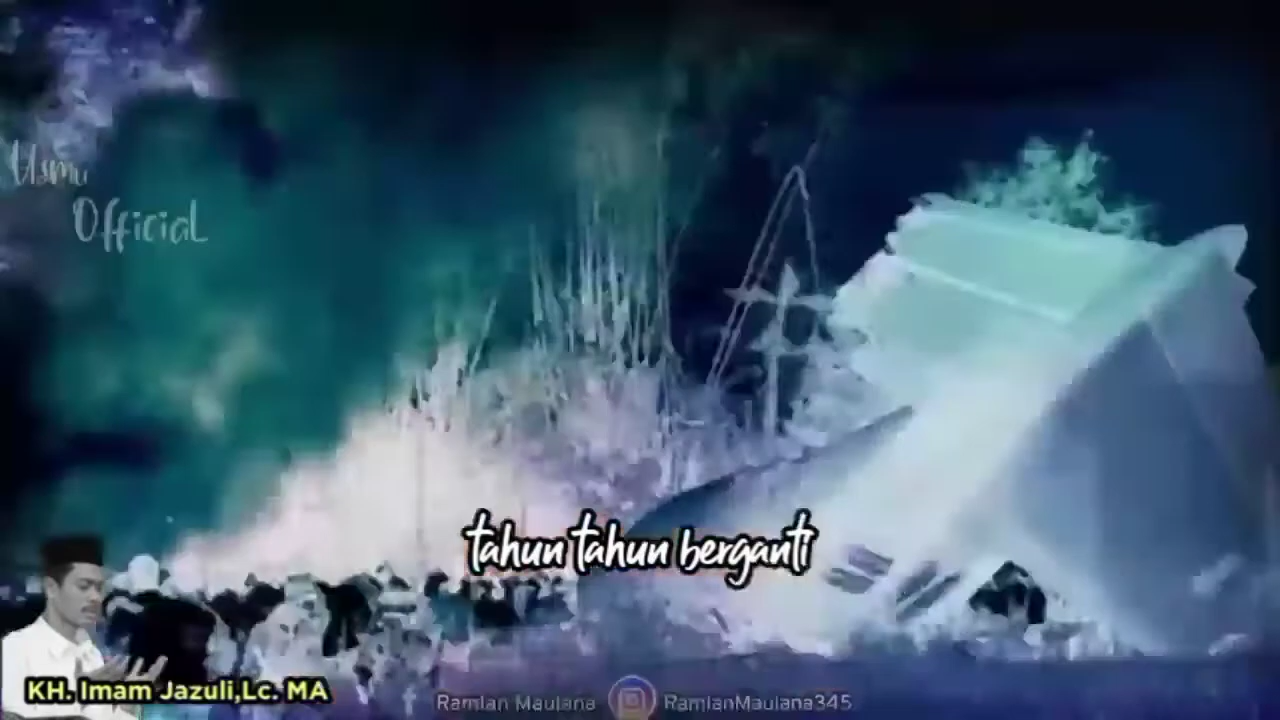 Usmu
Official
tahun tahun berganti
KH. Imam Jazuli,Lc. MA
Ramlan Maulana
RamlanMaulana345